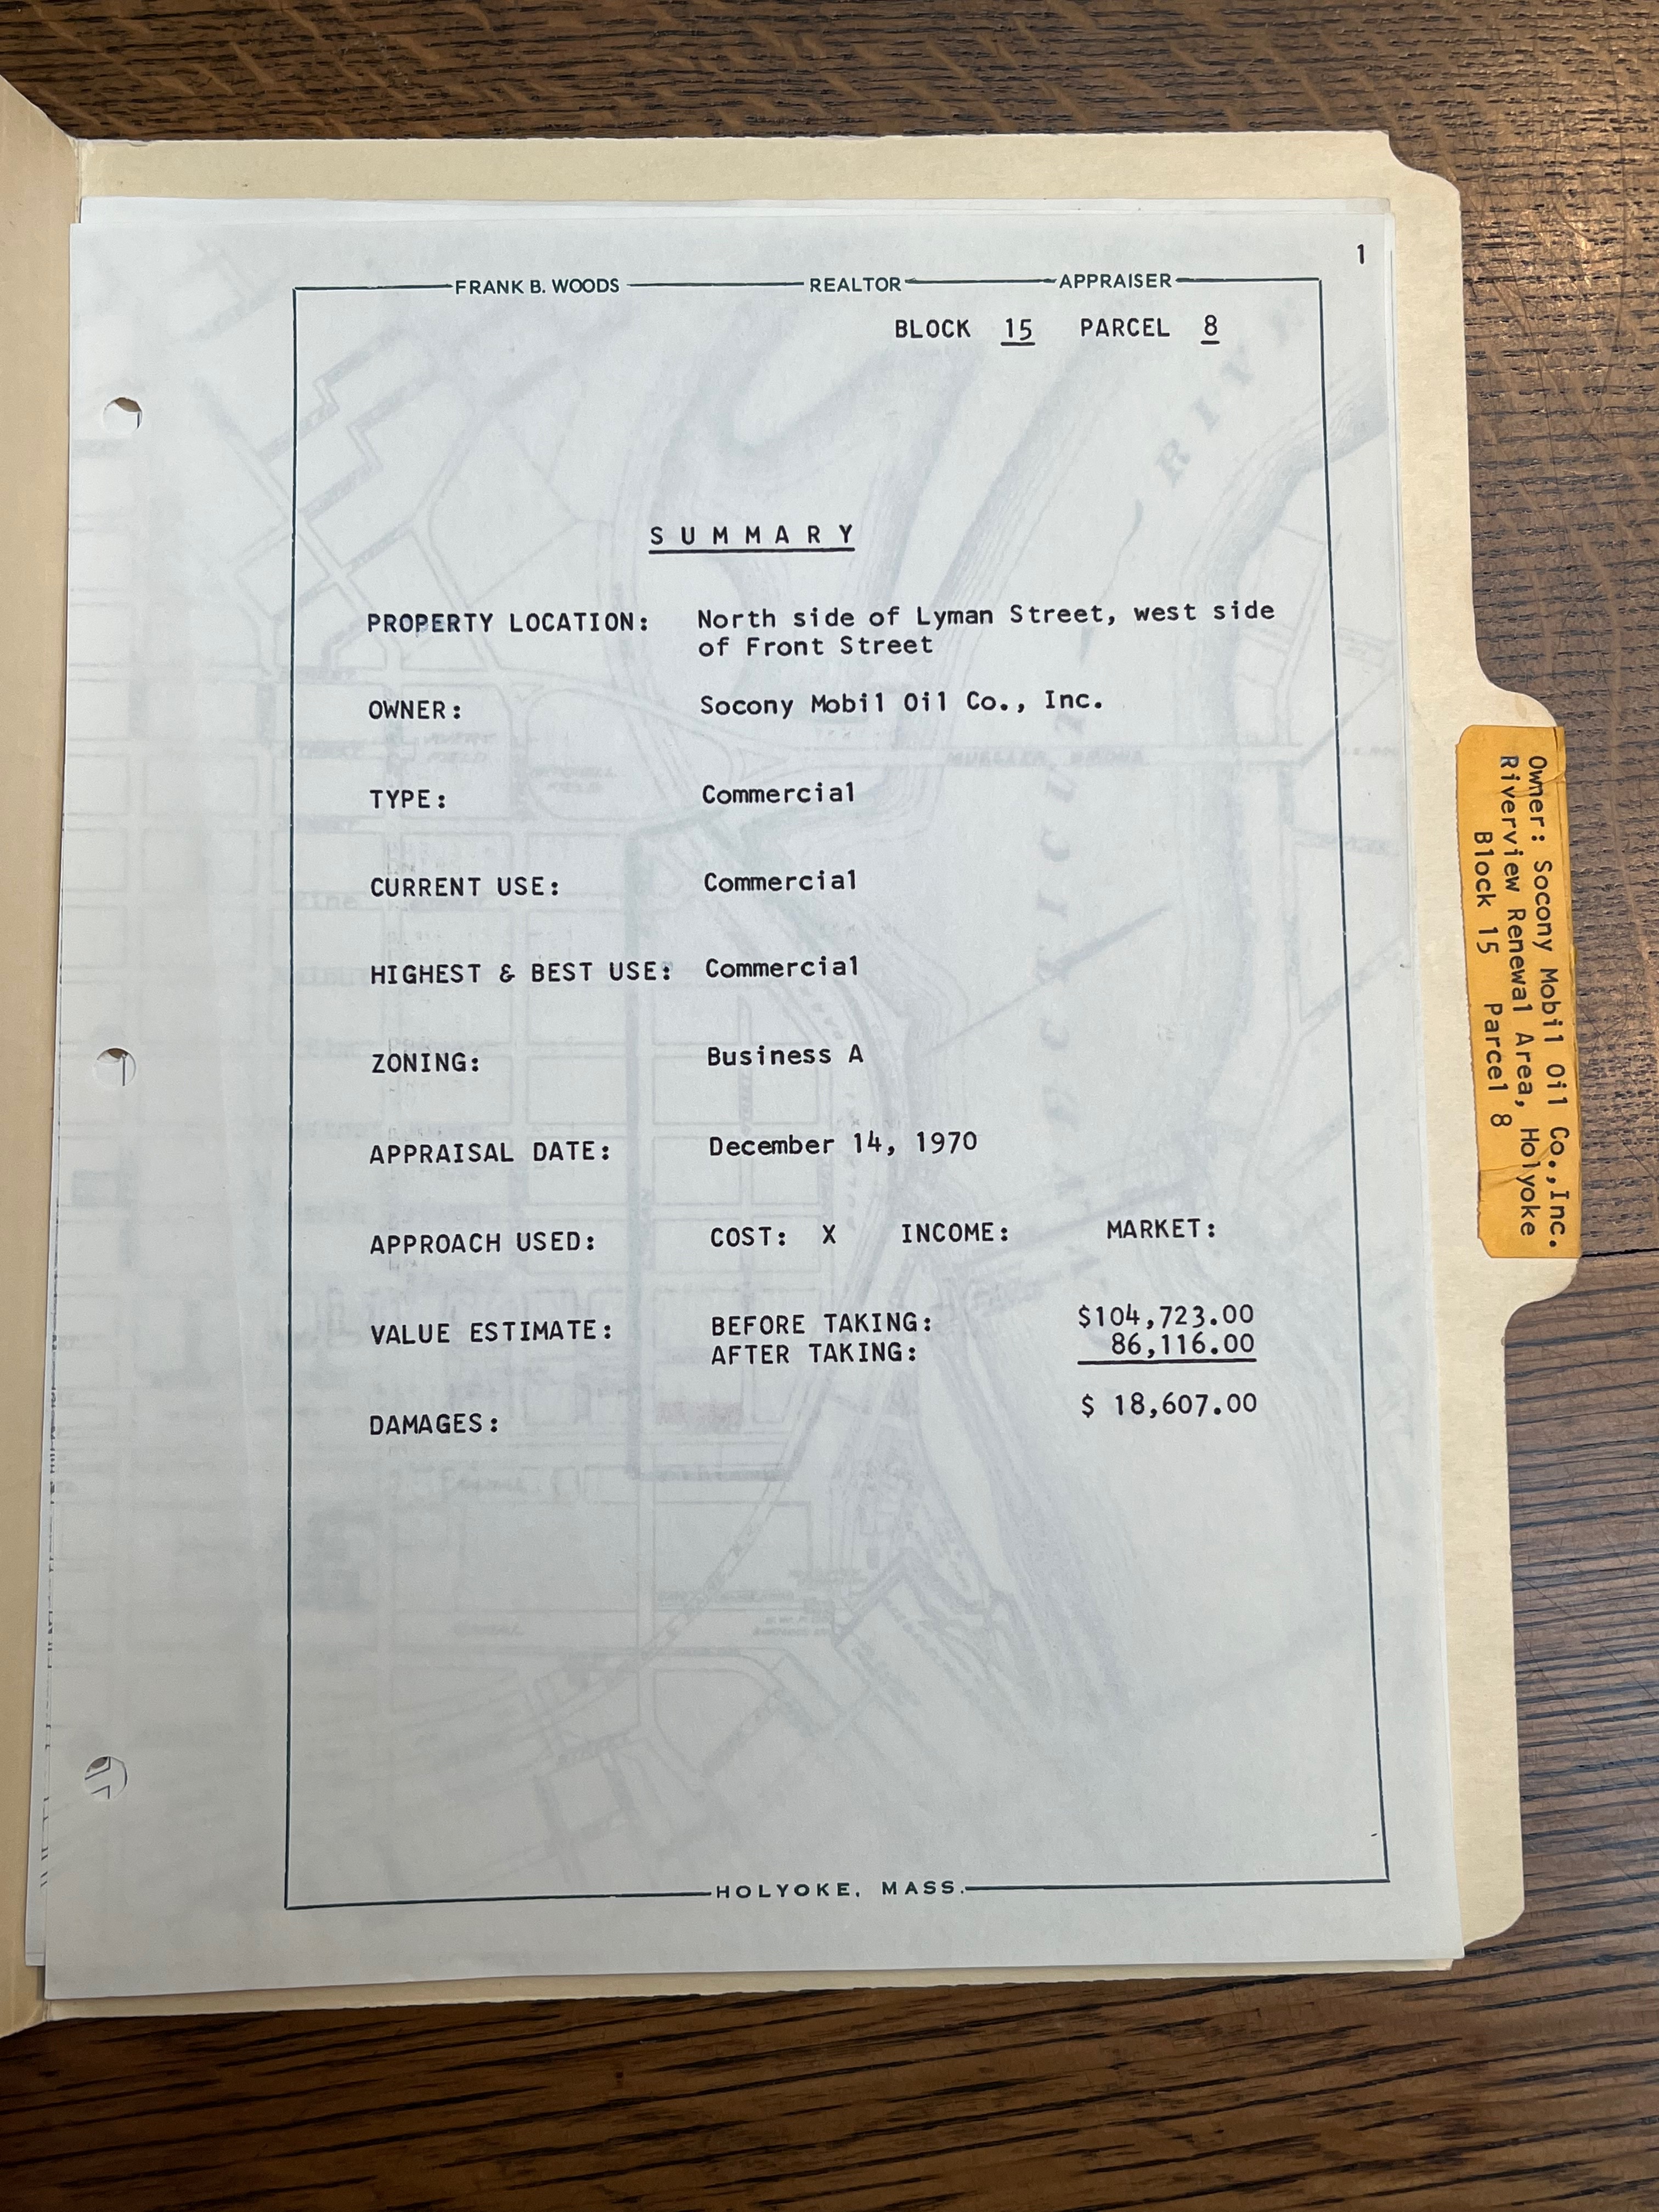 1
FRANK B. WOODS REALTOR APPRAISER
BLOCK 15 PARCEL 8
SUMMARY
PROPERTY LOCATION: North side of Lyman Street, west side
of Front Street
OWNER: Socony Mobil Oil Co., Inc.
TYPE: Commercial
CURRENT USE: Commercial
HIGHEST & BEST USE: Commercial
ZONING: Business A
APPRAISAL DATE: December 14, 1970
APPROACH USED: COST: X INCOME: MARKET:
VALUE ESTIMATE: BEFORE TAKING: $104,723.00
AFTER TAKING: 86,116.00
DAMAGES: $ 18,607.00
HOLYOKE, MASS.
Owner: Socony Mobil Oil Co.,Inc.
Riverview Renewal Area, Holyoke
Block 15 Parcel 8